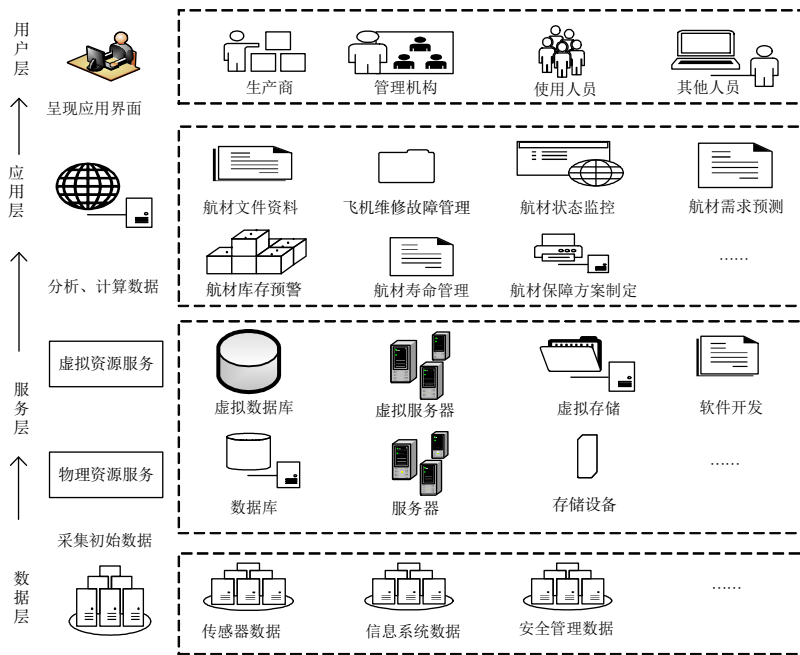 用户层
呈现应用界面
生产商
管理机构
使用人员
其他人员
应用层
航材文件资料
飞机维修故障管理
航材状态监控
航材需求预测
航材库存预警
航材寿命管理
航材保障方案制定
……
分析、计算数据
服务层
虚拟资源服务
虚拟数据库
虚拟服务器
虚拟存储
软件开发
物理资源服务
数据库
服务器
存储设备
……
采集初始数据
数据层
传感器数据
信息系统数据
安全管理数据
……